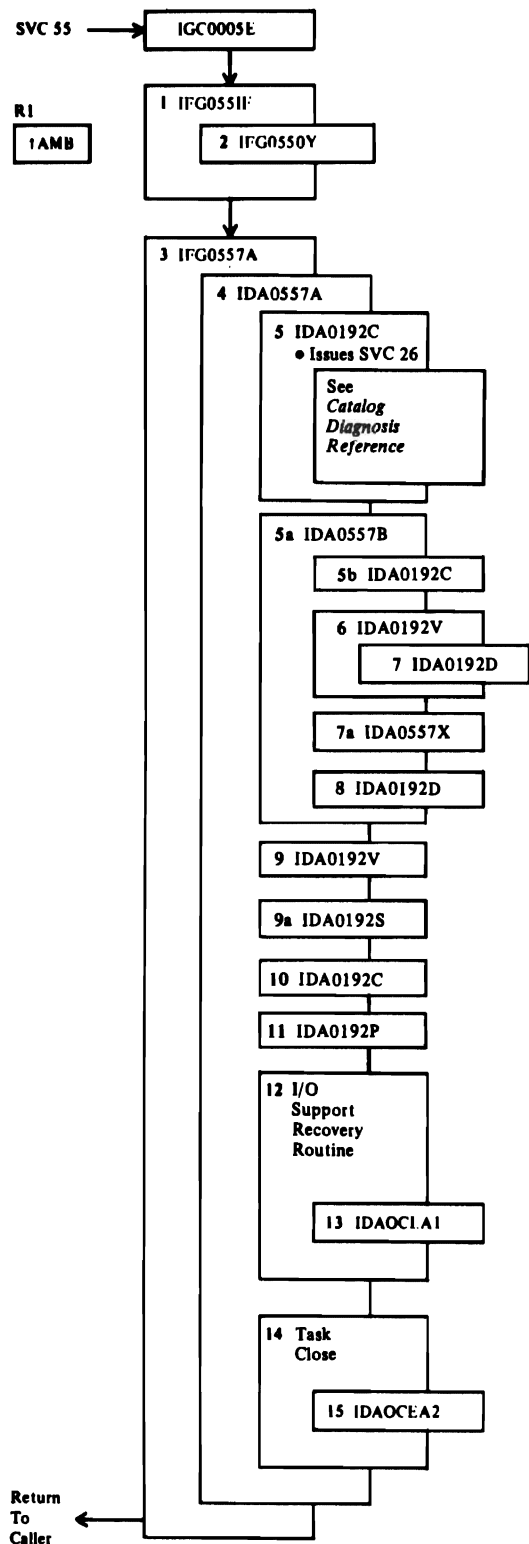 SVC 55
IGC0005E
1 IFG055IF
R1
↑AMB
2 IFG0550Y
3 IFG0557A
4 IDA0557A
5 IDA0192C
• Issues SVC 26
See
Catalog
Diagnosis
Reference
5a IDA0557B
5b IDA0192C
6 IDA0192V
7 IDA0192D
7a IDA0557X
8 IDA0192D
9 IDA0192V
9a IDA0192S
10 IDA0192C
11 IDA0192P
12 I/O
Support
Recovery
Routine
13 IDAOCEA1
14 Task
Close
15 IDAOCEA2
Return
To
Caller